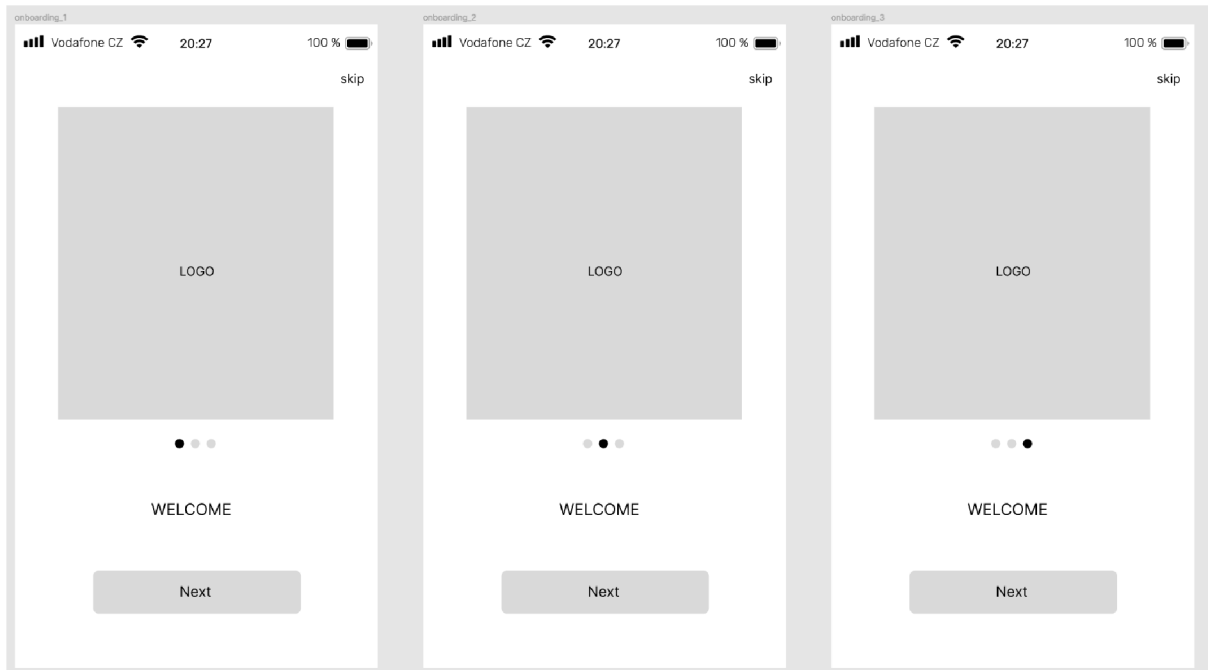 onboarding_1
Vodafone CZ 20:27 100 %
skip
LOGO
WELCOME
Next
onboarding_2
Vodafone CZ 20:27 100 %
skip
LOGO
WELCOME
Next
onboarding_3
Vodafone CZ 20:27 100 %
skip
LOGO
WELCOME
Next